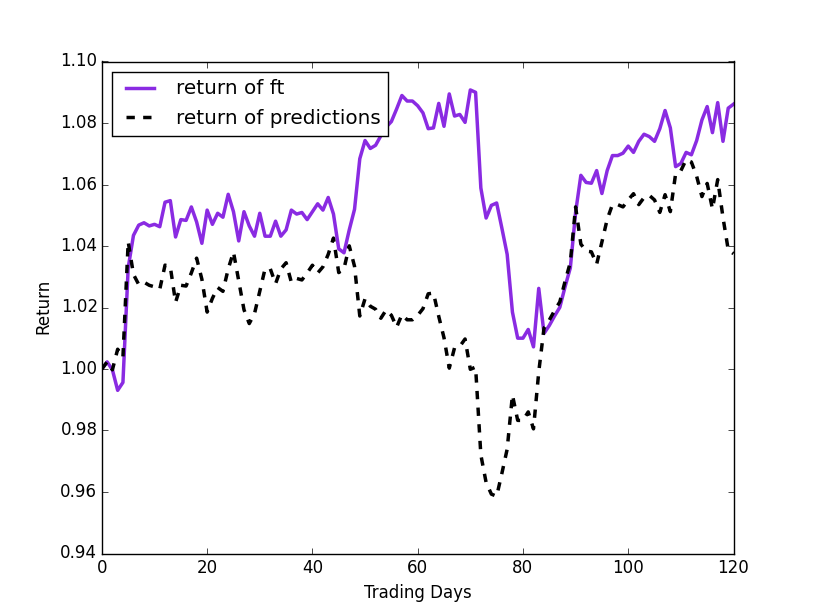 1.10
1.08
1.06
1.04
1.02
1.00
0.98
0.96
0.94
Return
return of ft
return of predictions
0 20 40 60 80 100 120
Trading Days